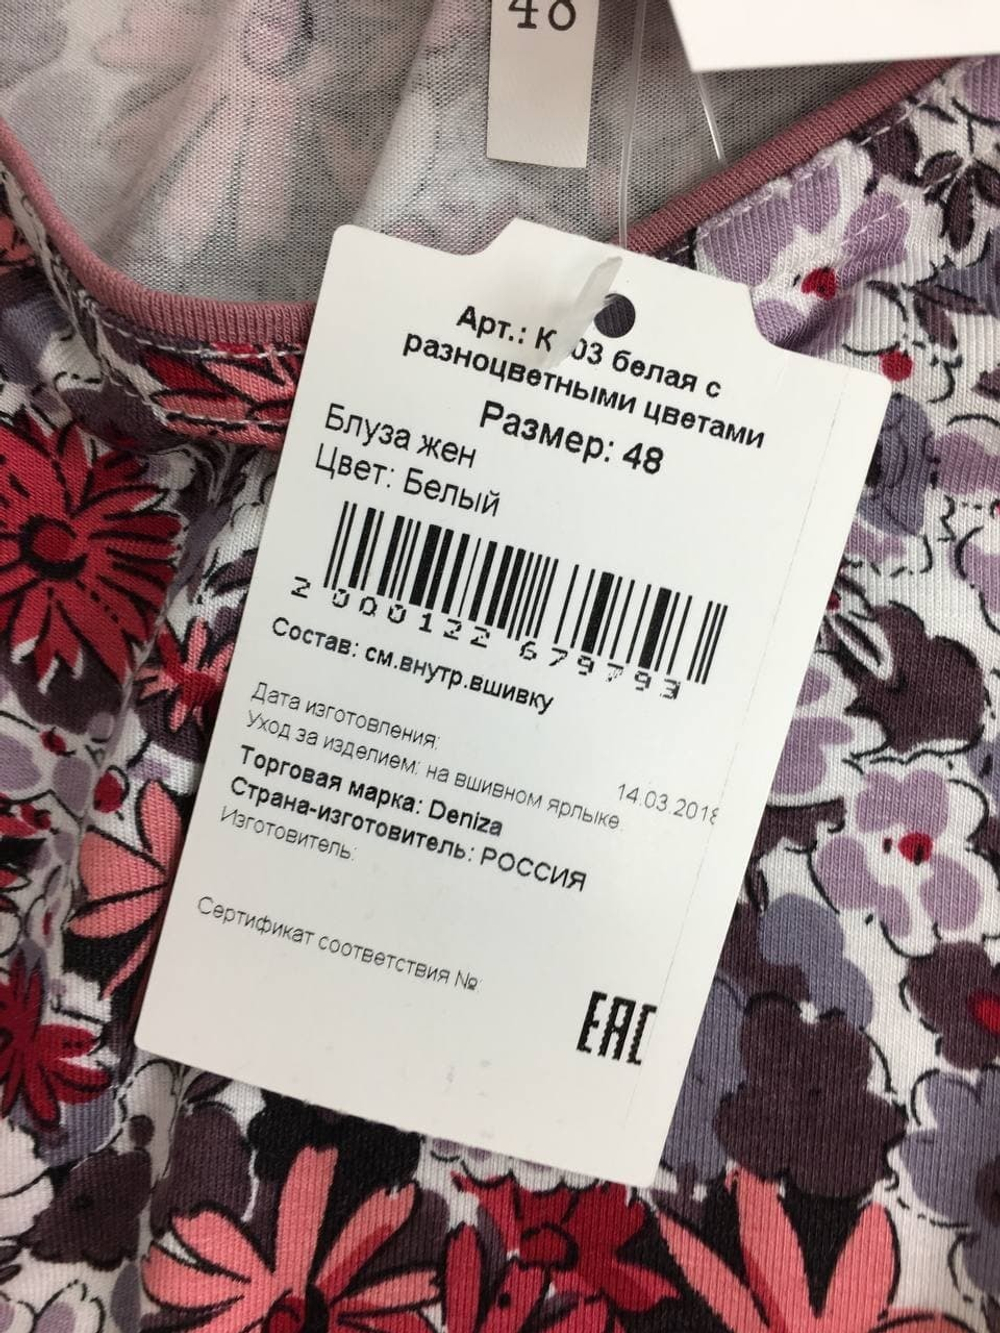 48
Арт.: К 03 белая с
разноцветными цветами
Размер: 48
Блуза жен
Цвет: Белый
2 000122 679793
Состав: см.внутр.вшивку
Дата изготовления: 14.03.2018
Уход за изделием: на вшивном ярлыке
Торговая марка: Deniza
Страна-изготовитель: РОССИЯ
Изготовитель:
Сертификат соответствия №
EAC